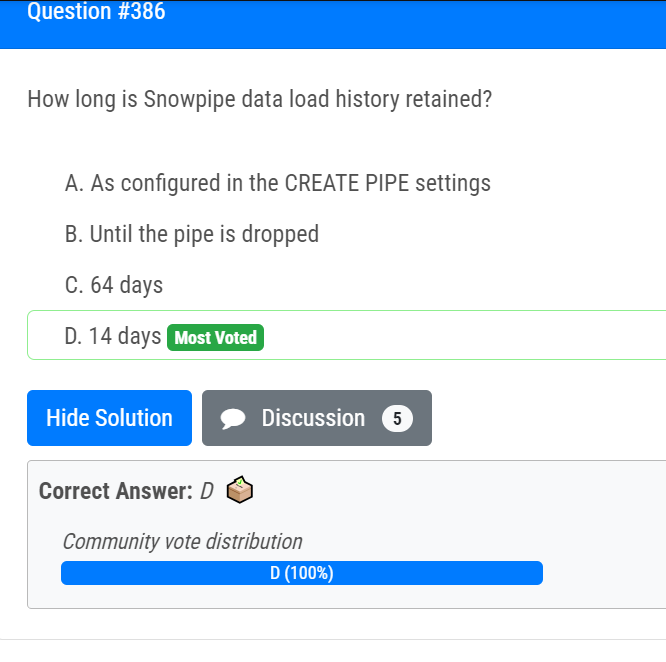 Question #386
How long is Snowpipe data load history retained?
A. As configured in the CREATE PIPE settings
B. Until the pipe is dropped
C. 64 days
D. 14 days Most Voted
Hide Solution Discussion 5
Correct Answer: D
Community vote distribution
D (100%)